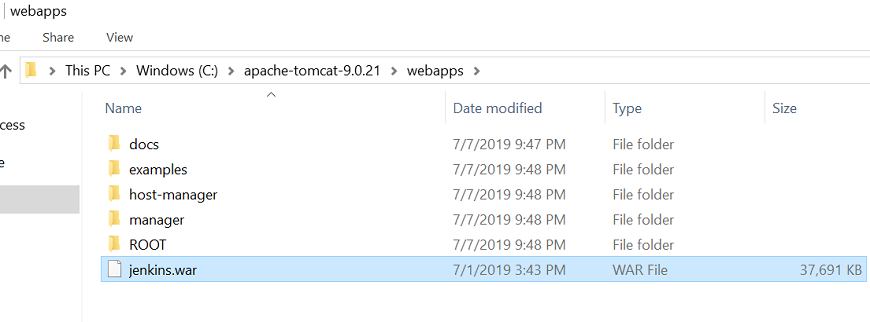 webapps
me Share View
This PC Windows (C:) apache-tomcat-9.0.21 webapps
Name Date modified Type Size
cess
e
docs 7/7/2019 9:47 PM File folder
examples 7/7/2019 9:48 PM File folder
host-manager 7/7/2019 9:48 PM File folder
manager 7/7/2019 9:48 PM File folder
ROOT 7/7/2019 9:48 PM File folder
jenkins.war 7/1/2019 3:43 PM WAR File 37,691 KB